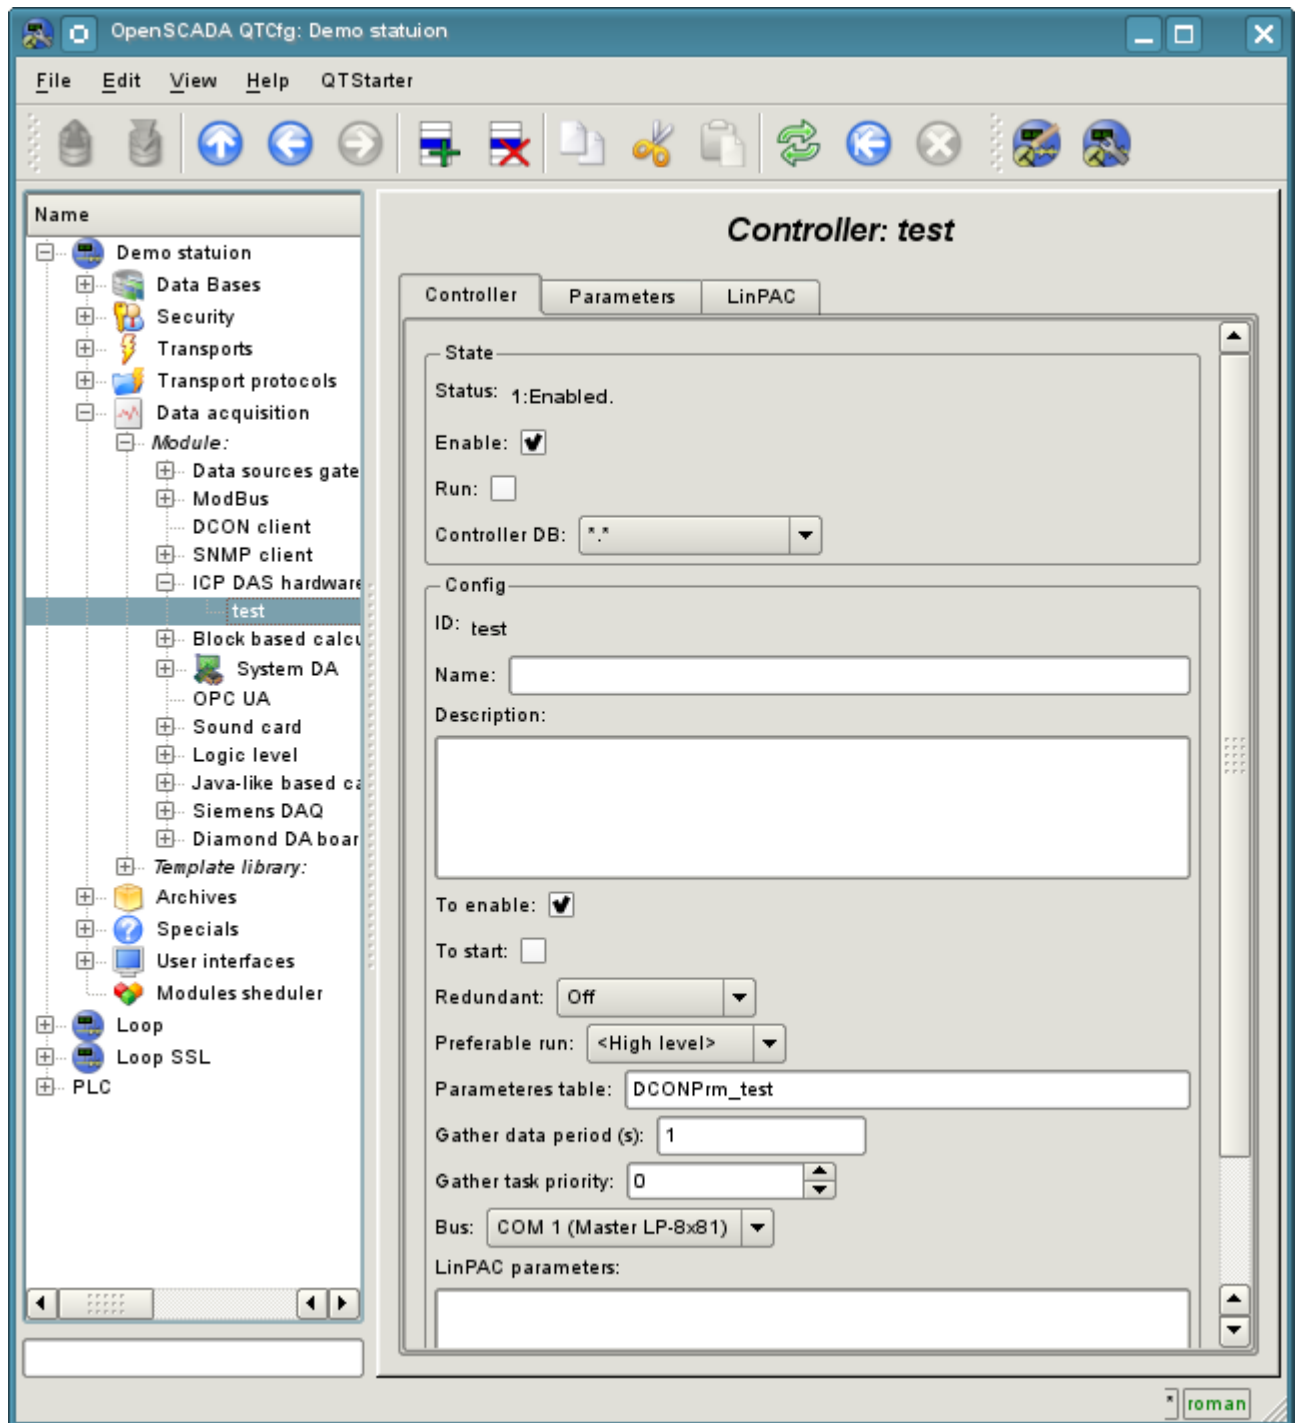 OpenSCADA QTCfg: Demo statuion
File Edit View Help QTStarter
Name
Demo statuion
Data Bases
Security
Transports
Transport protocols
Data acquisition
Module:
Data sources gate
ModBus
DCON client
SNMP client
ICP DAS hardware
test
Block based calcu
System DA
OPC UA
Sound card
Logic level
Java-like based ca
Siemens DAQ
Diamond DA boar
Template library:
Archives
Specials
User interfaces
Modules sheduler
Loop
Loop SSL
PLC
Controller: test
Controller Parameters LinPAC
State
Status: 1:Enabled.
Enable:
Run:
Controller DB: *.*
Config
ID: test
Name:
Description:
To enable:
To start:
Redundant: Off
Preferable run: <High level>
Parameteres table: DCONPrm_test
Gather data period (s): 1
Gather task priority: 0
Bus: COM 1 (Master LP-8x81)
LinPAC parameters:
* roman